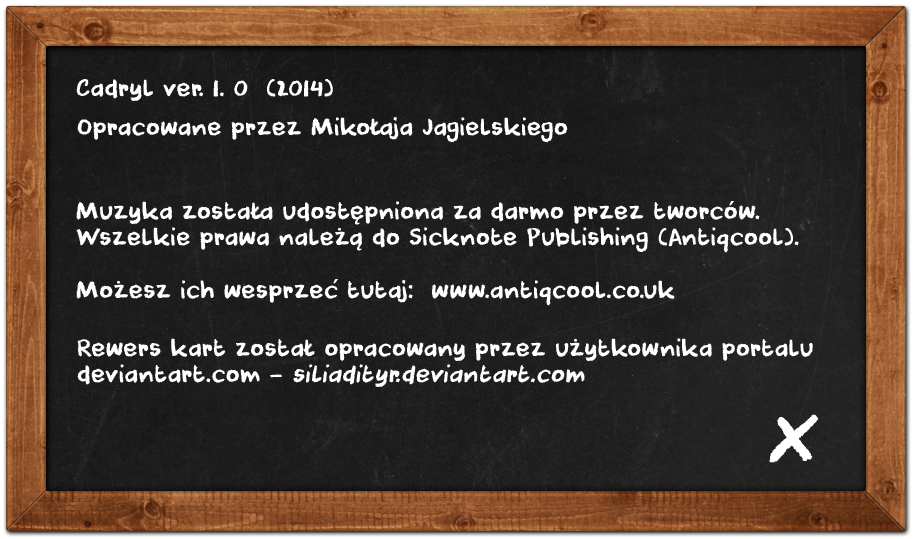 Cadryl ver. 1. 0 (2014)
Opracowane przez Mikołaja Jagielskiego
Muzyka została udostępniona za darmo przez tworców.
Wszelkie prawa należą do Sicknote Publishing (Antiqcool).
Możesz ich wesprzeć tutaj: www.antiqcool.co.uk
Rewers kart został opracowany przez użytkownika portalu
deviantart.com - siliadityr.deviantart.com